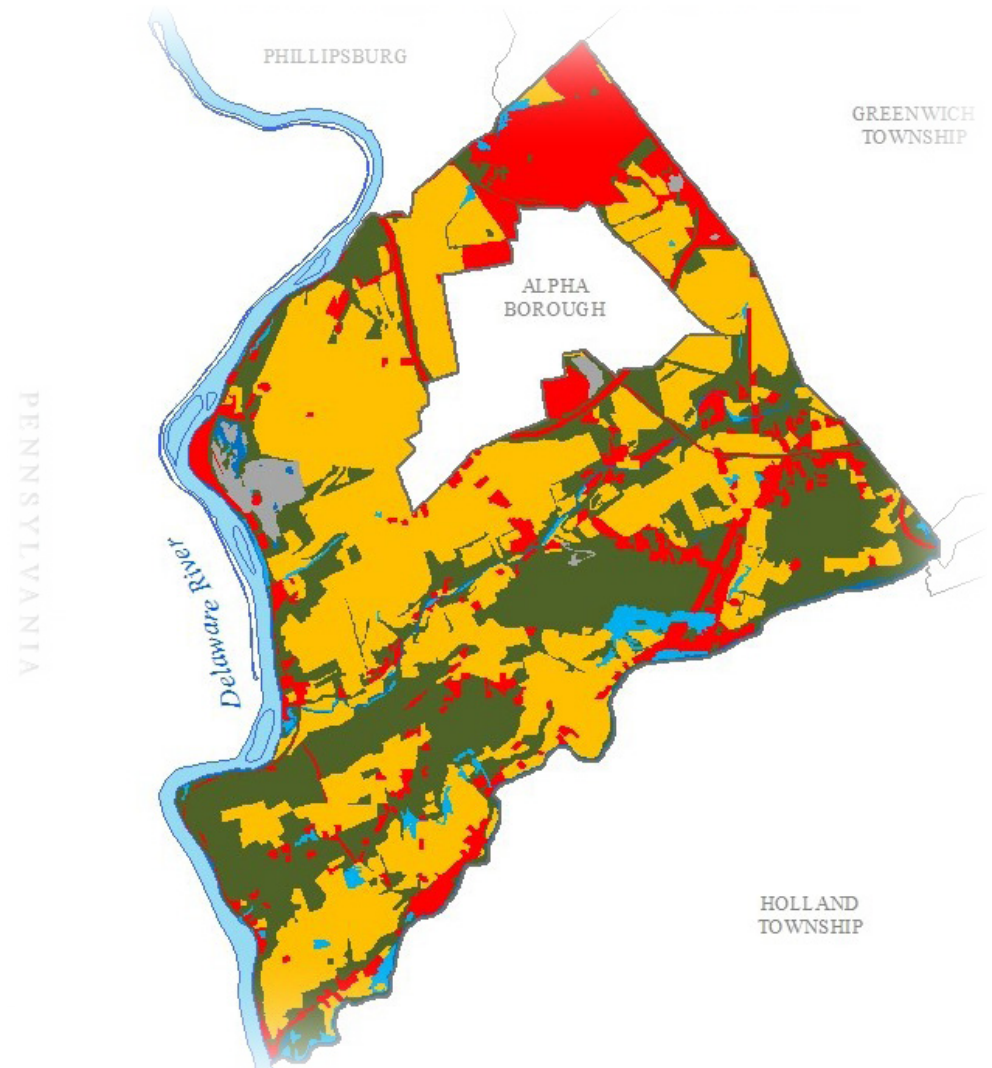 PHILLIPSBURG
GREENWICH
TOWNSHIP
ALPHA
BOROUGH
PENNSYLVANIA
Delaware River
HOLLAND
TOWNSHIP